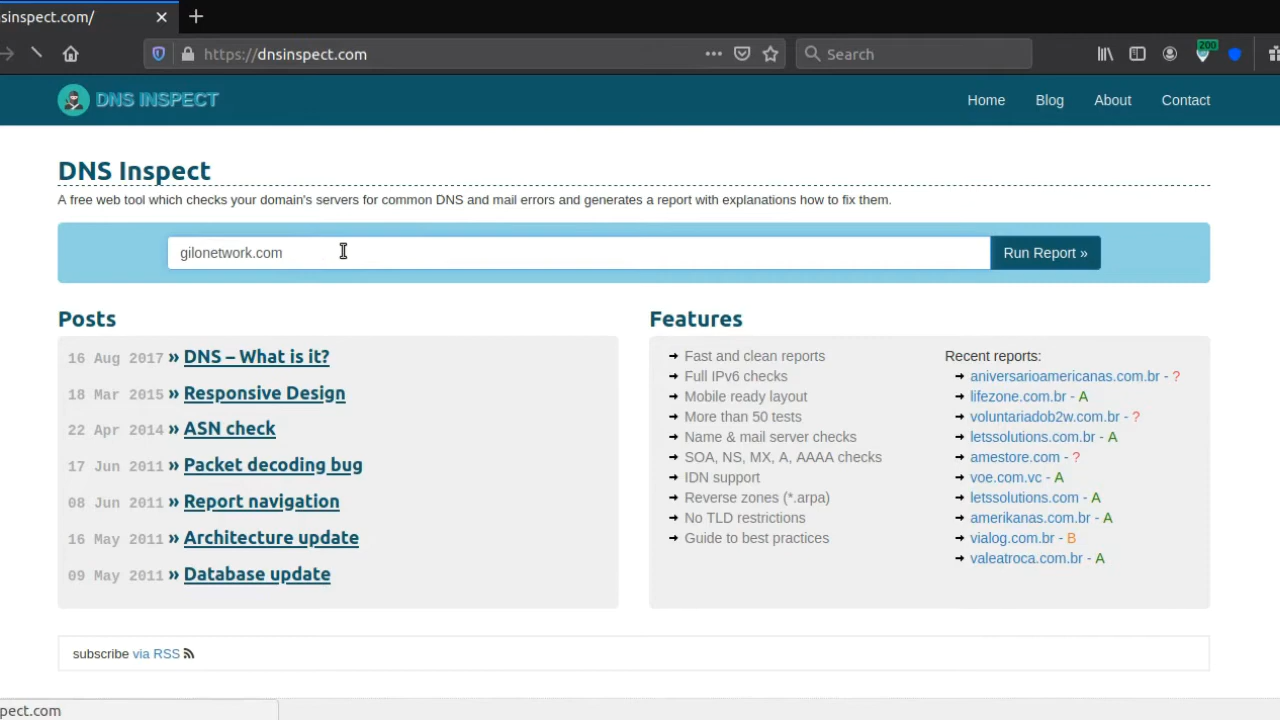 sinspect.com/
https://dnsinspect.com
Search
200
DNS INSPECT
Home
Blog
About
Contact
DNS Inspect
A free web tool which checks your domain's servers for common DNS and mail errors and generates a report with explanations how to fix them.
gilonetwork.com
Run Report »
Posts
16 Aug 2017 » DNS – What is it?
18 Mar 2015 » Responsive Design
22 Apr 2014 » ASN check
17 Jun 2011 » Packet decoding bug
08 Jun 2011 » Report navigation
16 May 2011 » Architecture update
09 May 2011 » Database update
Features
Fast and clean reports
Full IPv6 checks
Mobile ready layout
More than 50 tests
Name & mail server checks
SOA, NS, MX, A, AAAA checks
IDN support
Reverse zones (*.arpa)
No TLD restrictions
Guide to best practices
Recent reports:
aniversarioamericanas.com.br - ?
lifezone.com.br - A
voluntariadob2w.com.br - ?
letssolutions.com.br - A
amestore.com - ?
voe.com.vc - A
letssolutions.com - A
amerikanas.com.br - A
vialog.com.br - B
valeatroca.com.br - A
subscribe via RSS
pect.com